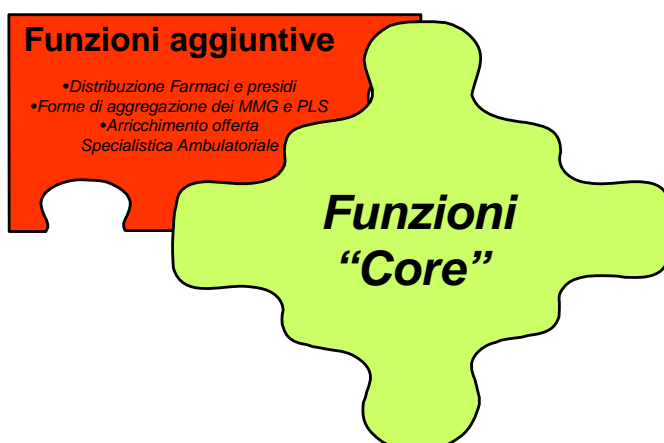 Funzioni aggiuntive
•Distribuzione Farmaci e presidi
•Forme di aggregazione dei MMG e PLS
•Arricchimento offerta
Specialistica Ambulatoriale
Funzioni
“Core”